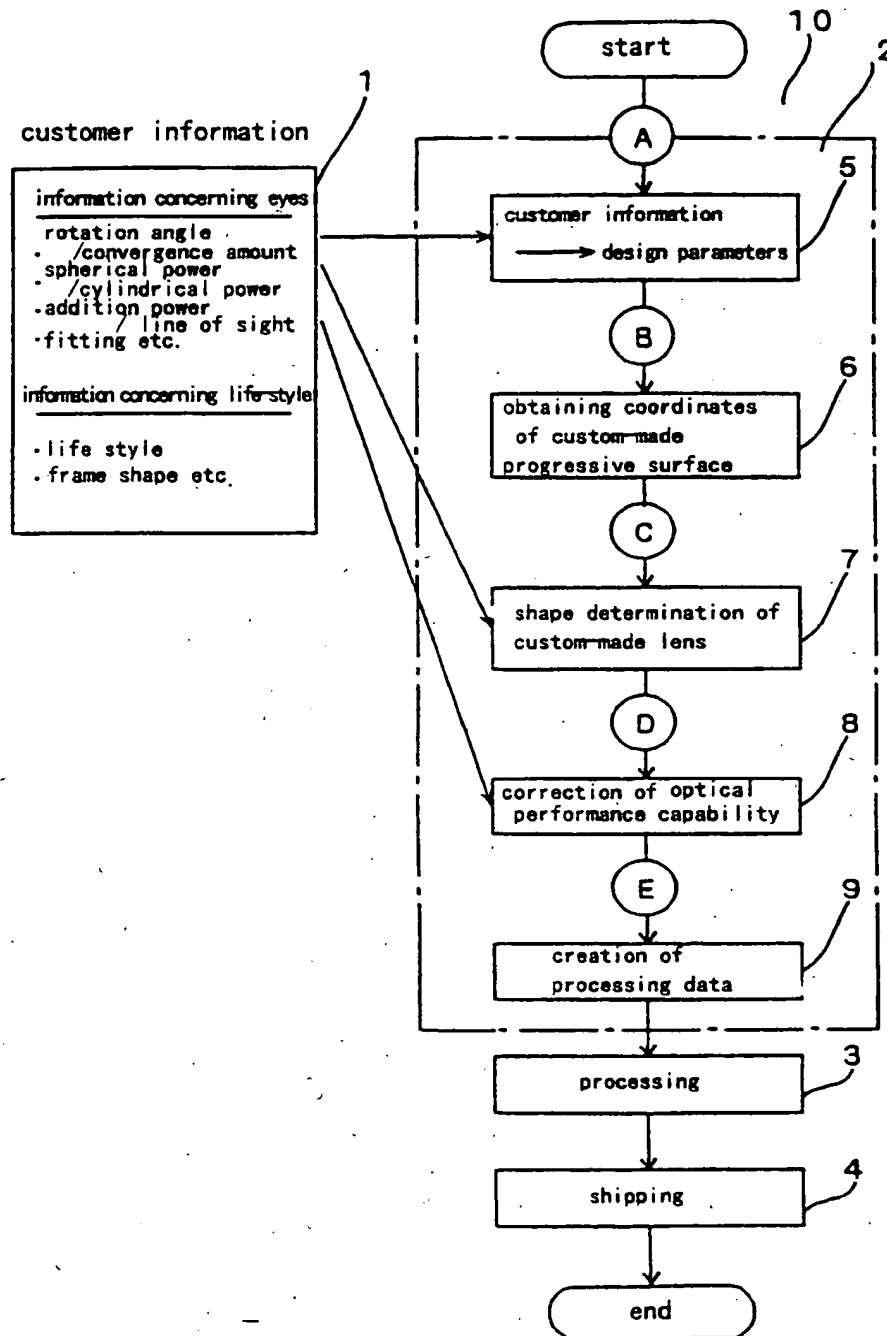 10
start
2
1
customer information
A
information concerning eyes
rotation angle
· /convergence amount
spherical power
· /cylindrical power
·addition power
/ line of sight
·fitting etc.
information concerning life style
·life style
·frame shape etc.
5
customer information
→ design parameters
B
6
obtaining coordinates
of custom-made
progressive surface
C
7
shape determination of
custom-made lens
D
8
correction of optical
performance capability
E
9
creation of
processing data
3
processing
4
shipping
end